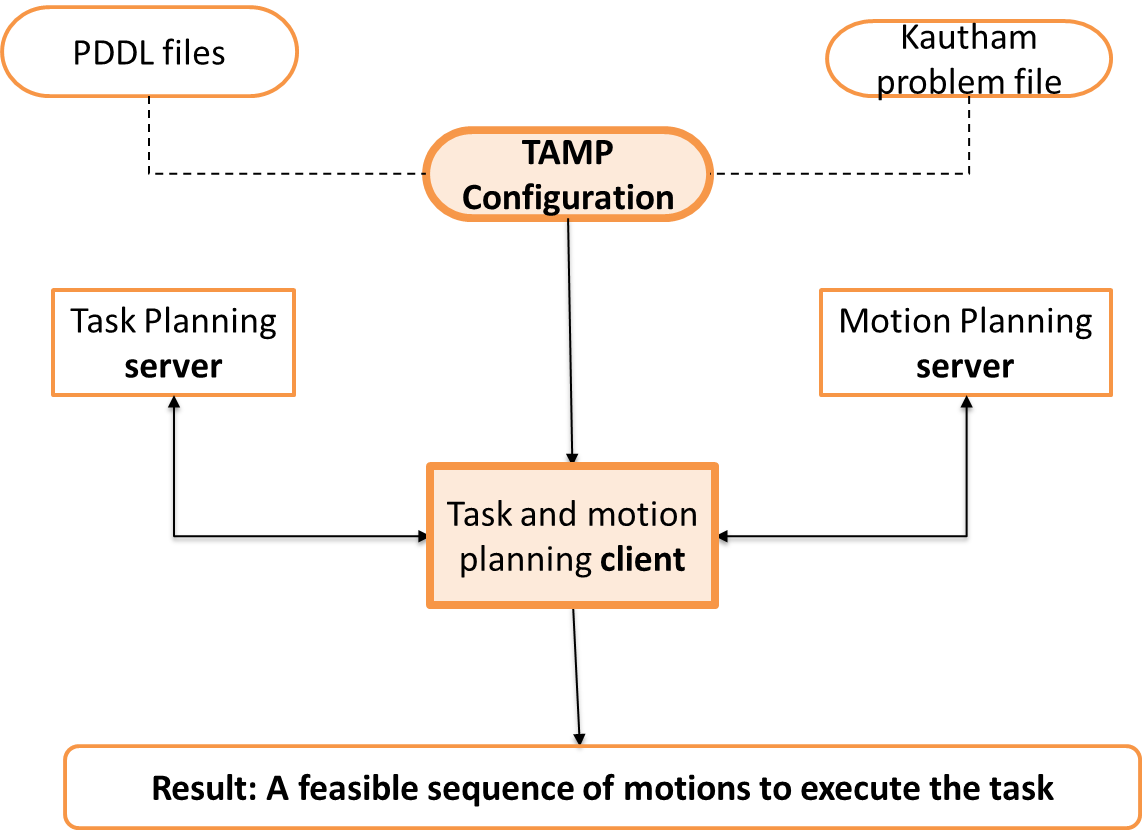 PDDL files
Kautham
problem file
TAMP
Configuration
Task Planning
server
Motion Planning
server
Task and motion
planning client
Result: A feasible sequence of motions to execute the task